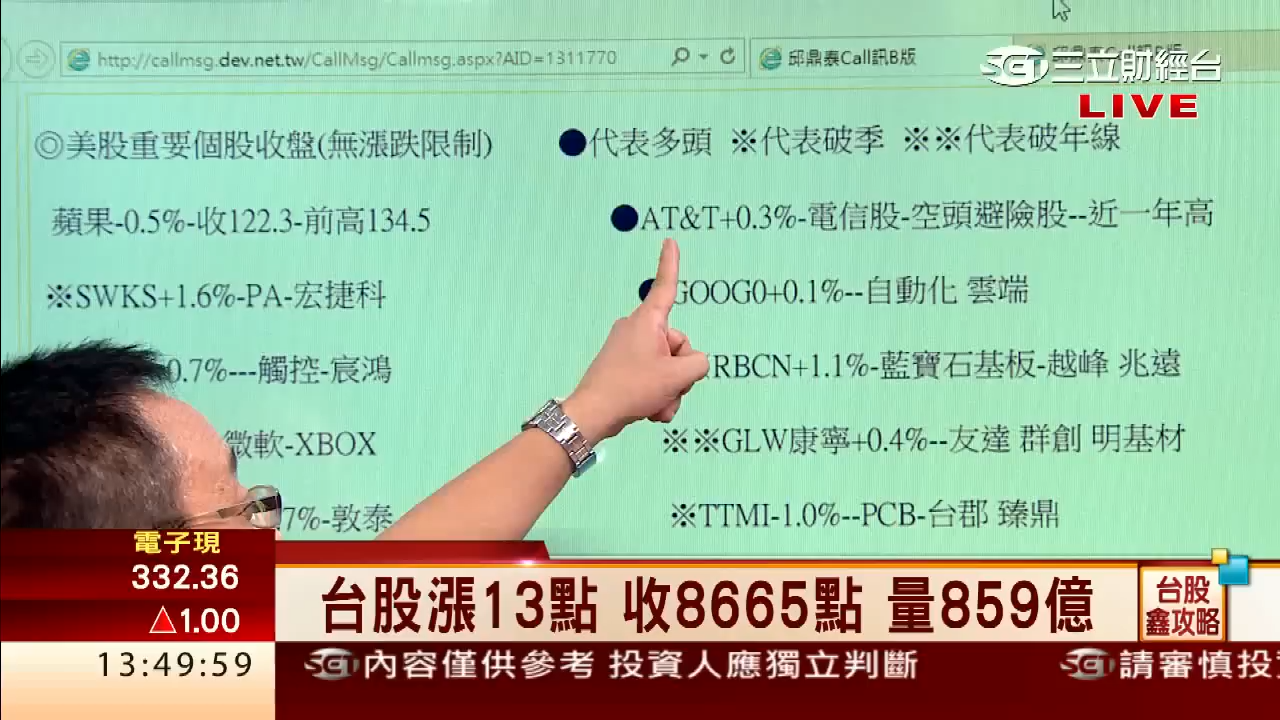 http://callmsg.dev.net.tw/CallMsg/Callmsg.aspx?AID=1311770
邱鼎泰Call訊B版
三立財經台
LIVE
◎美股重要個股收盤(無漲跌限制)
●代表多頭 ※代表破季 ※※代表破年線
蘋果-0.5%-收122.3-前高134.5
●AT&T+0.3%-電信股-空頭避險股--近一年高
※SWKS+1.6%-PA-宏捷科
GOOG0+0.1%--自動化 雲端
0.7%---觸控-宸鴻
RBCN+1.1%-藍寶石基板-越峰 兆遠
微軟-XBOX
※※GLW康寧+0.4%--友達 群創 明基材
7%-敦泰
※TTMI-1.0%--PCB-台郡 臻鼎
電子現
332.36
△1.00
13:49:59
台股漲13點 收8665點 量859億
台股
鑫攻略
內容僅供參考 投資人應獨立判斷
請審慎投